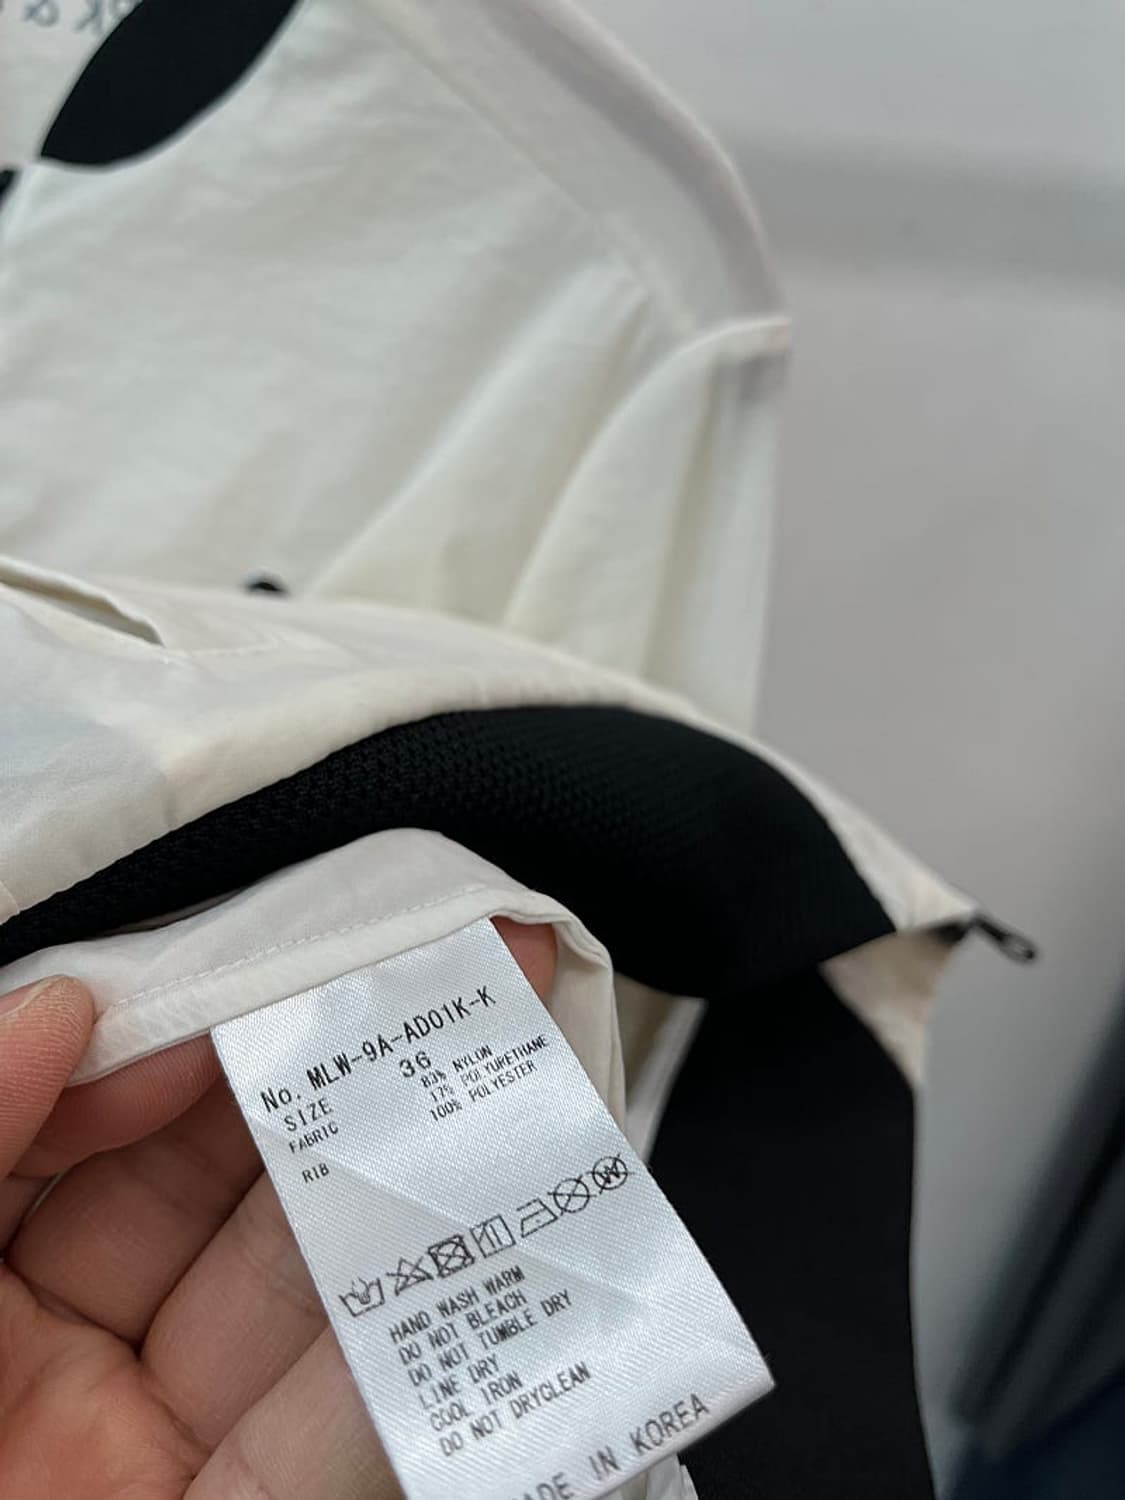 No. MLW-9A-AD01K-K
SIZE 36
FABRIC 83% NYLON
17% POLYURETHANE
RIB 100% POLYESTER
HAND WASH WARM
DO NOT BLEACH
DO NOT TUMBLE DRY
LINE DRY
COOL IRON
DO NOT DRYCLEAN
ADE IN KOREA